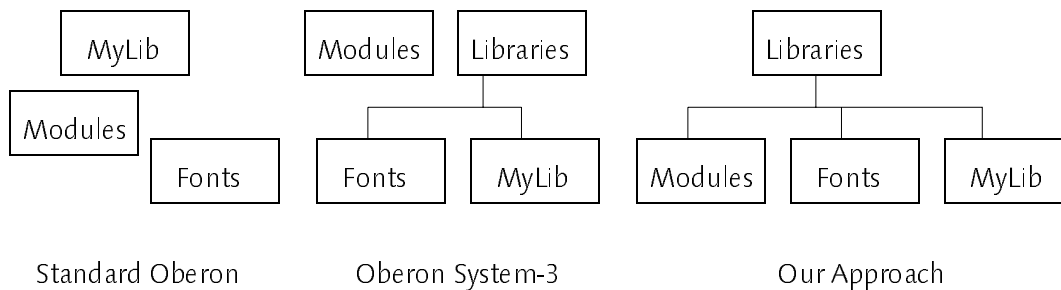 MyLib
Modules
Fonts
Standard Oberon
Modules
Libraries
Fonts
MyLib
Oberon System-3
Libraries
Modules
Fonts
MyLib
Our Approach